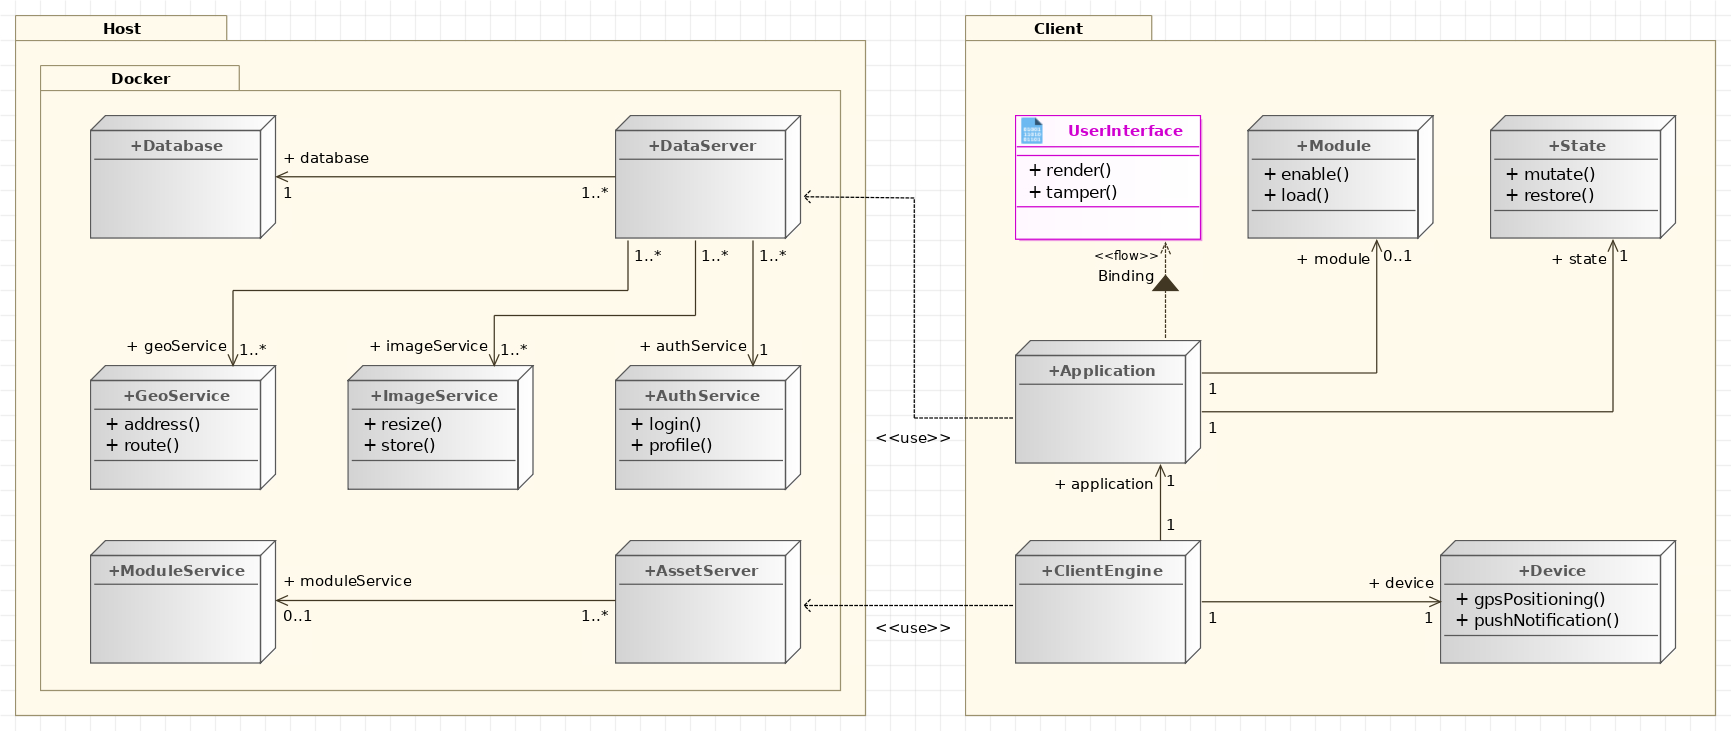 Host
Docker
+Database
+ database
1
1..*
+DataServer
1..*
1..*
1..*
+ geoService
1..*
+ imageService
1..*
+ authService
1
+GeoService
+ address()
+ route()
+ImageService
+ resize()
+ store()
+AuthService
+ login()
+ profile()
+ModuleService
+ moduleService
0..1
1..*
+AssetServer
<<use>>
<<use>>
Client
UserInterface
+ render()
+ tamper()
+Module
+ enable()
+ load()
+State
+ mutate()
+ restore()
<<flow>>
Binding
+ module
0..1
+ state
1
+Application
1
1
+ application
1
1
+ClientEngine
1
+ device
1
+Device
+ gpsPositioning()
+ pushNotification()